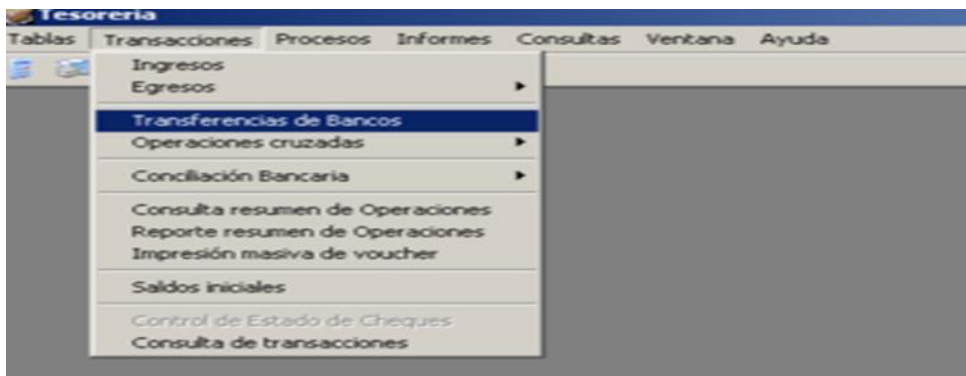 Tesorería
Tablas Transacciones Procesos Informes Consultas Ventana Ayuda
Ingresos
Egresos
Transferencias de Bancos
Operaciones cruzadas
Conciliación Bancaria
Consulta resumen de Operaciones
Reporte resumen de Operaciones
Impresión masiva de voucher
Saldos iniciales
Control de Estado de Cheques
Consulta de transacciones